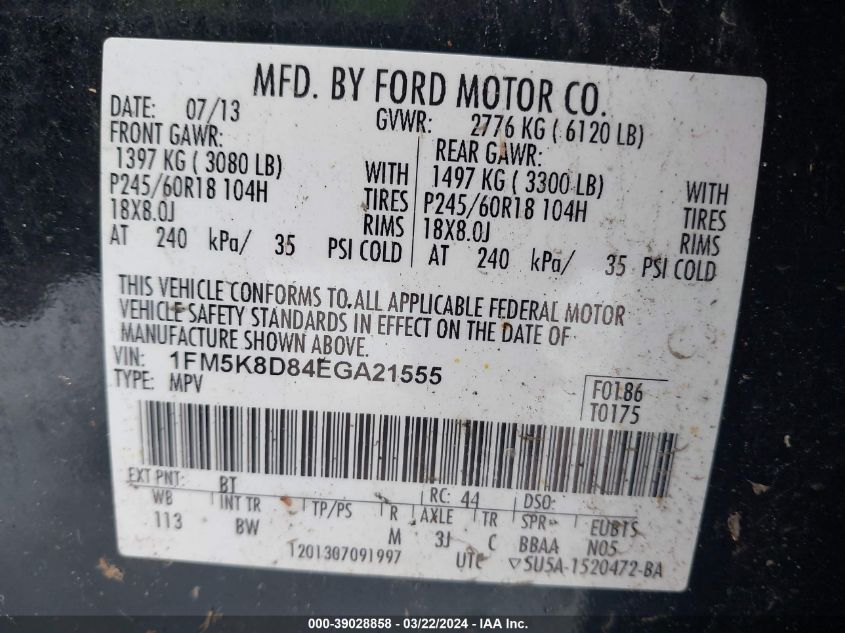 MFD. BY FORD MOTOR CO.
DATE: 07/13 GVWR: 2776 KG ( 6120 LB)
FRONT GAWR: REAR GAWR:
1397 KG ( 3080 LB) WITH 1497 KG ( 3300 LB) WITH
P245/60R18 104H TIRES P245/60R18 104H TIRES
18X8.0J RIMS 18X8.0J RIMS
AT 240 kPa/ 35 PSI COLD AT 240 kPa/ 35 PSI COLD
THIS VEHICLE CONFORMS TO ALL APPLICABLE FEDERAL MOTOR
VEHICLE SAFETY STANDARDS IN EFFECT ON THE DATE OF
MANUFACTURE SHOWN ABOVE.
VIN: 1FM5K8D84EGA21555
TYPE: MPV
F0186
T0175
EXT PNT: BT RC: 44 DSO:
WB INT TR TP/PS R AXLE TR SPR EUBTS
113 BW M 3J C BBAA N05
1201307091997 UTC ▽5U5A-1520472-BA
000-39028858 - 03/22/2024 - IAAI, Inc.